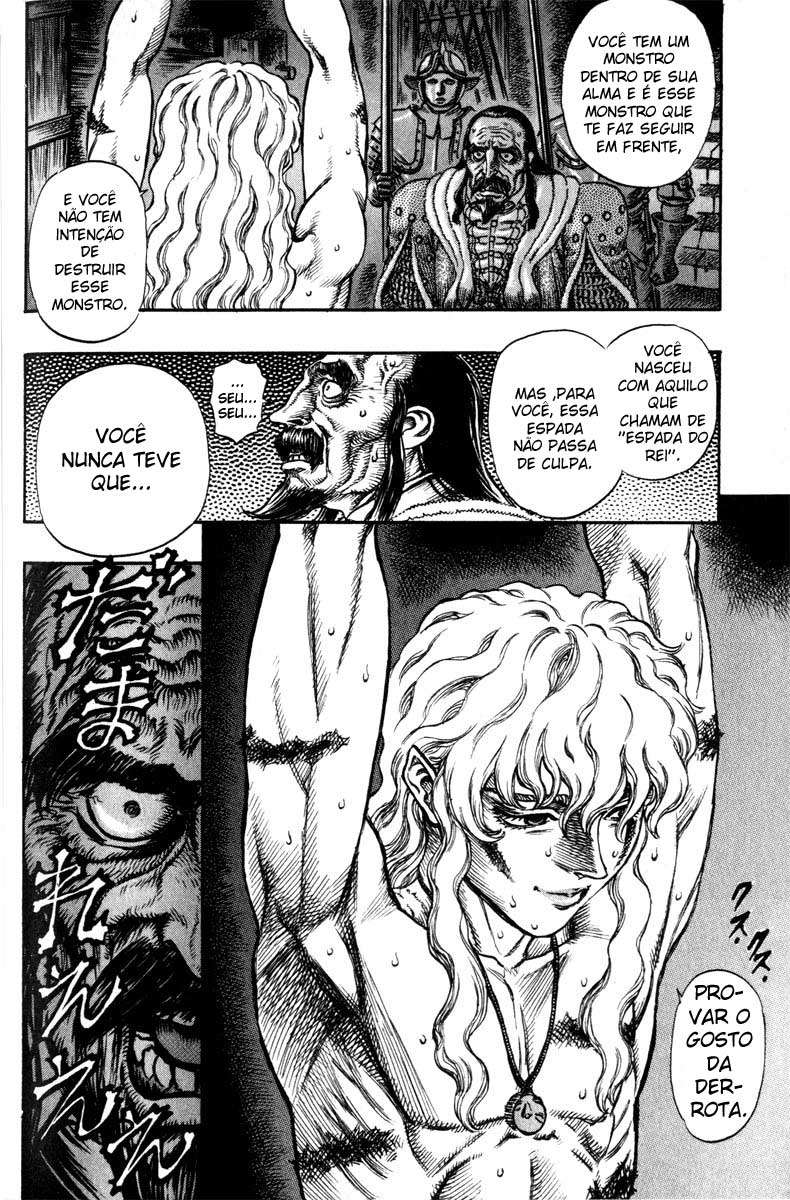 VOCÊ TEM UM
MONSTRO
DENTRO DE SUA
ALMA E É ESSE
MONSTRO QUE
TE FAZ SEGUIR
EM FRENTE,
E VOCÊ
NÃO TEM
INTENÇÃO
DE
DESTRUIR
ESSE
MONSTRO.
VOCÊ
NASCEU
COM AQUILO
QUE
CHAMAM DE
"ESPADA DO
REI".
MAS ,PARA
VOCÊ, ESSA
ESPADA
NÃO PASSA
DE CULPA.
...
SEU...
SEU...
VOCÊ
NUNCA TEVE
QUE...
クス.
クス.
PRO-
VAR O
GOSTO
DA
DER-
ROTA.
だまれえええ